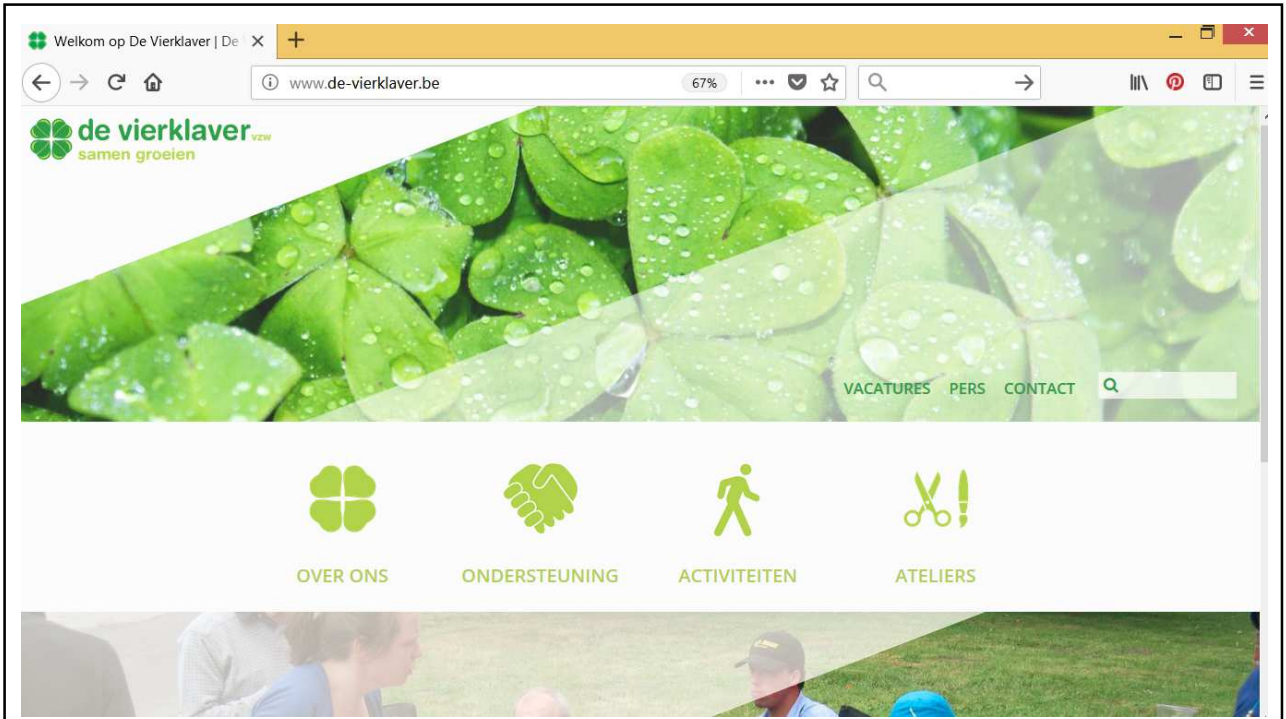 Welkom op De Vierklaver | De
www.de-vierklaver.be
67%
de vierklaver vzw
samen groeien
VACATURES PERS CONTACT
OVER ONS ONDERSTEUNING ACTIVITEITEN ATELIERS